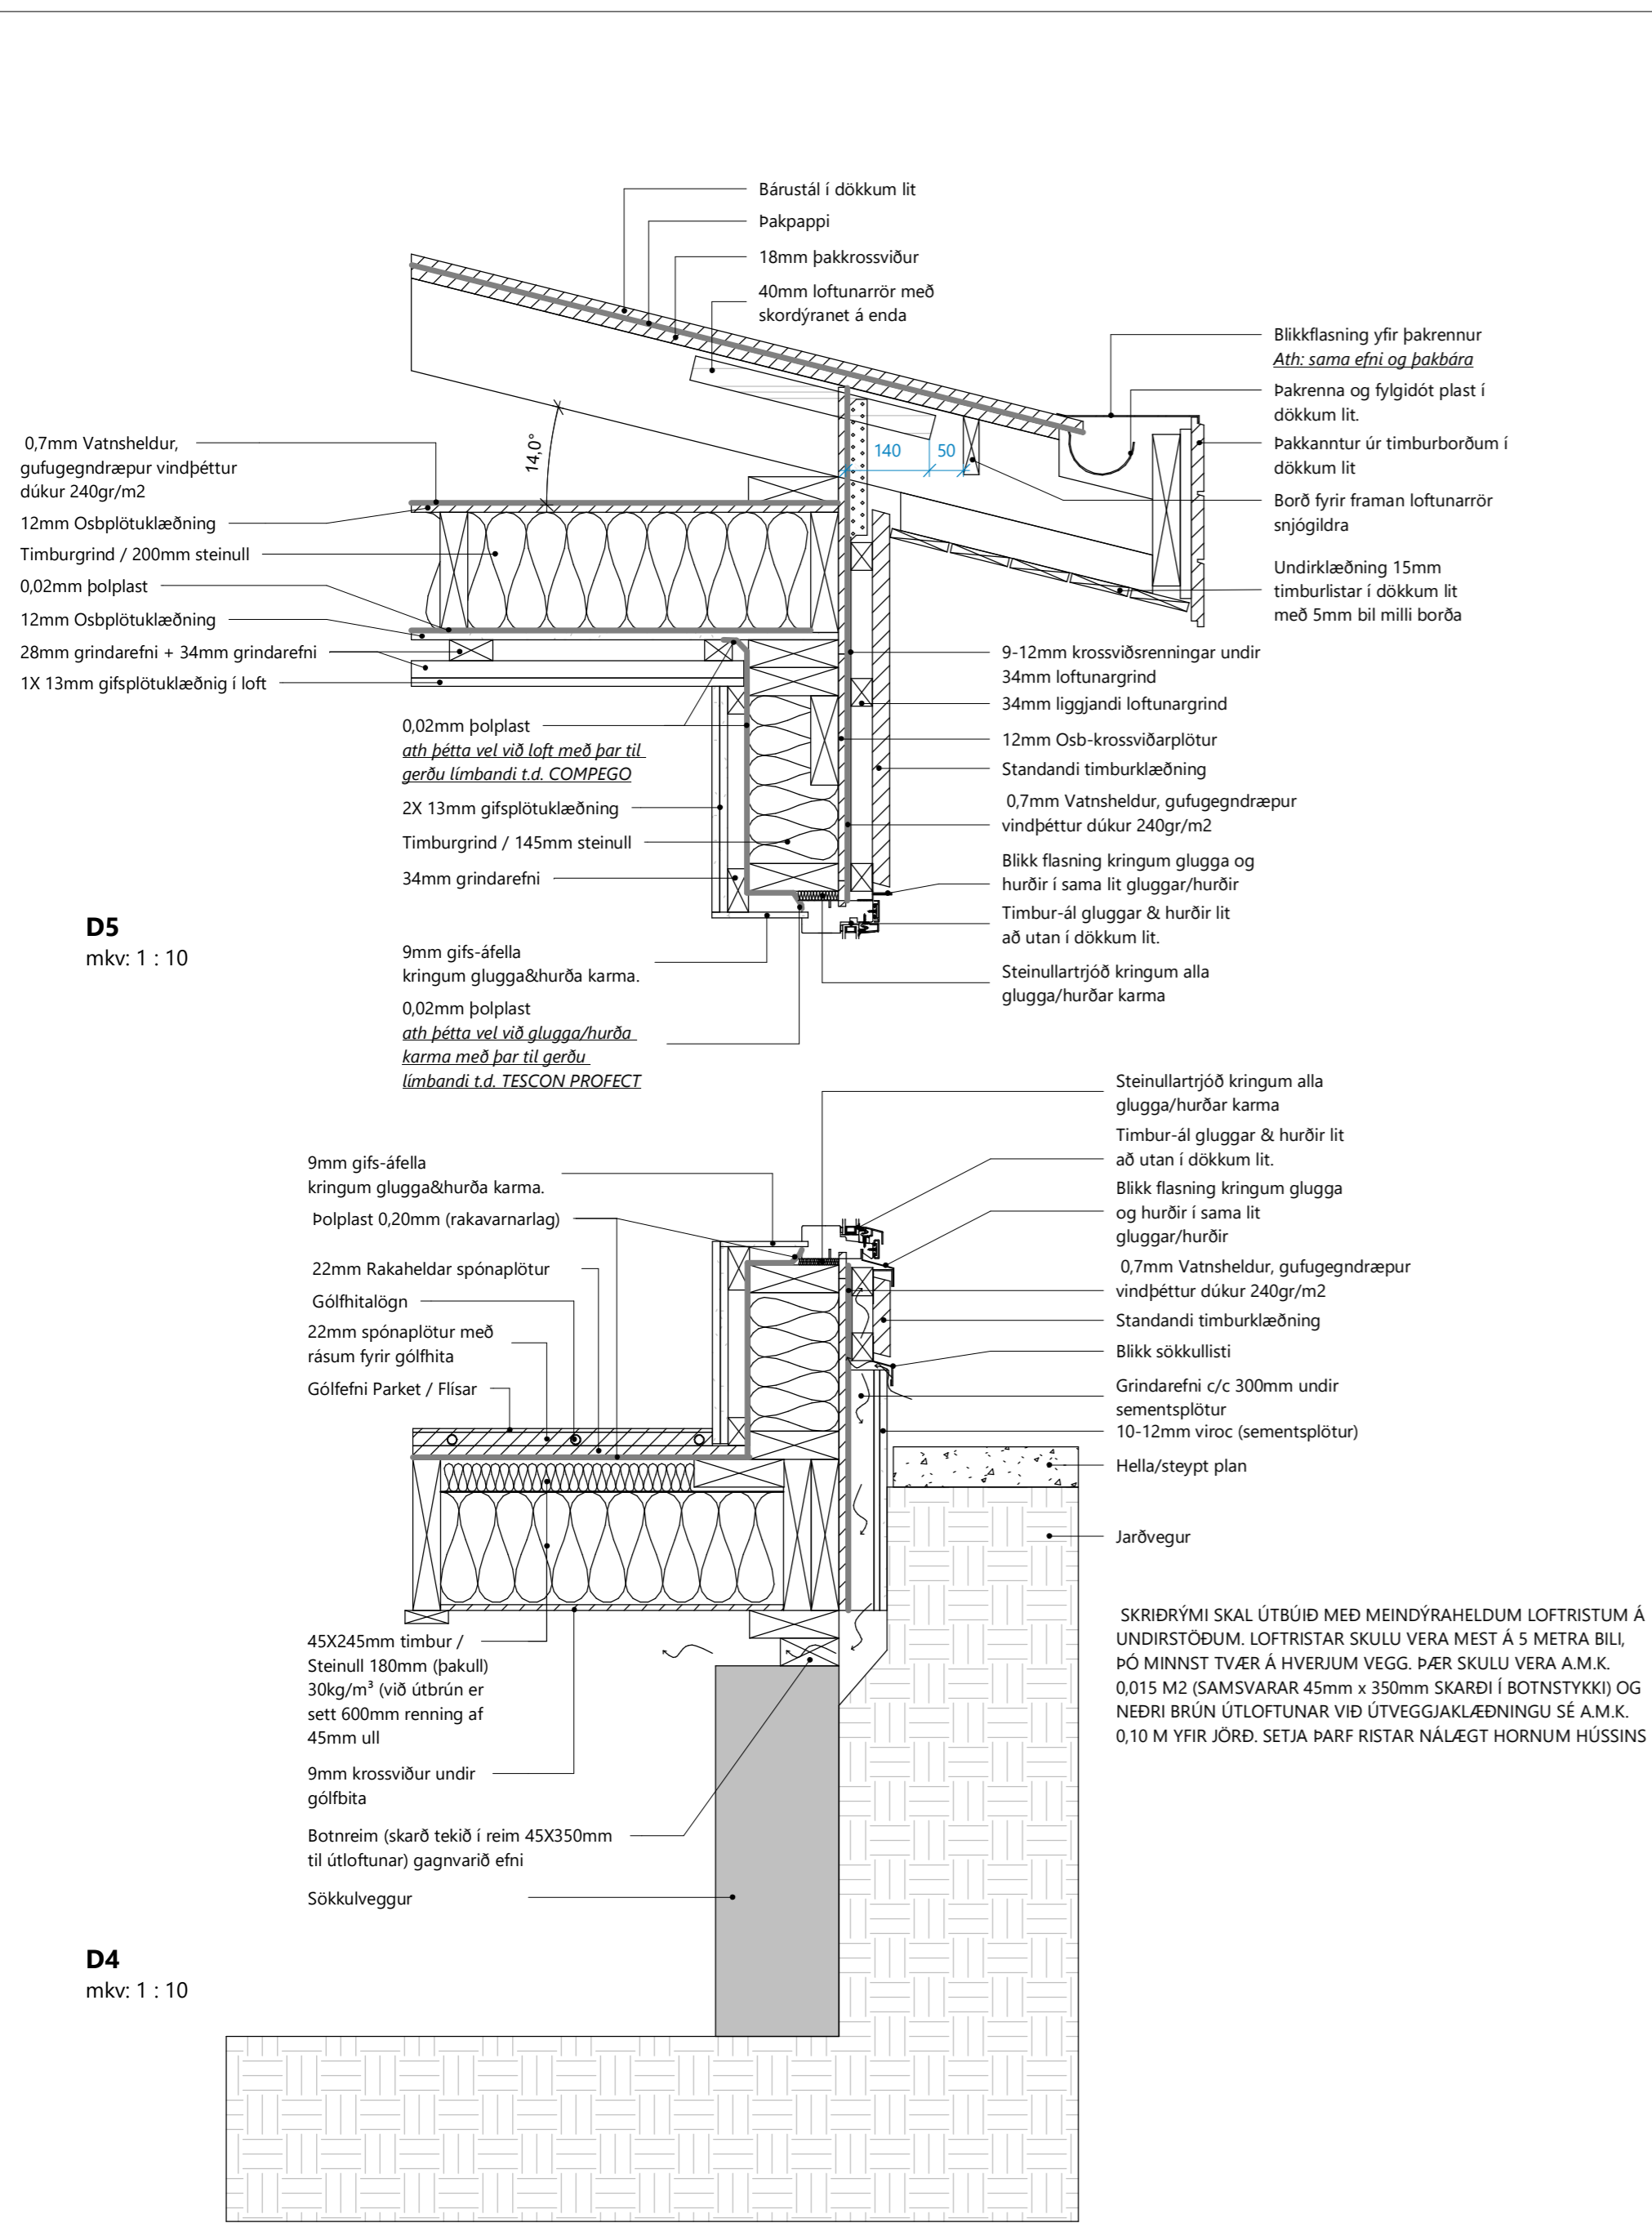 Bárustál í dökkum lit
Þakpappi
18mm þakkrossviður
40mm loftunarrör með
skordýranet á enda
Blikkflasning yfir þakrennur
Ath: sama efni og þakbára
Þakrenna og fylgidót plast í
dökkum lit.
Þakkanntur úr timburborðum í
dökkum lit
Borð fyrir framan loftunarrör
snjógildra
Undirklæðning 15mm
timburlistar í dökkum lit
með 5mm bil milli borða
14,0°
140
50
0,7mm Vatnsheldur,
gufugegndræpur vindþéttur
dúkur 240gr/m2
12mm Osbplötuklæðning
Timburgrind / 200mm steinull
0,02mm þolplast
12mm Osbplötuklæðning
28mm grindarefni + 34mm grindarefni
1X 13mm gifsplötuklæðnig í loft
0,02mm þolplast
ath þétta vel við loft með þar til
gerðu límbandi t.d. COMPEGO
2X 13mm gifsplötuklæðning
Timburgrind / 145mm steinull
34mm grindarefni
9-12mm krossviðsrenningar undir
34mm loftunargrind
34mm liggjandi loftunargrind
12mm Osb-krossviðarplötur
Standandi timburklæðning
0,7mm Vatnsheldur, gufugegndræpur
vindþéttur dúkur 240gr/m2
Blikk flasning kringum glugga og
hurðir í sama lit gluggar/hurðir
Timbur-ál gluggar & hurðir lit
að utan í dökkum lit.
Steinullartrjóð kringum alla
glugga/hurðar karma
D5
mkv: 1 : 10
9mm gifs-áfella
kringum glugga&hurða karma.
0,02mm þolplast
ath þétta vel við glugga/hurða
karma með þar til gerðu
límbandi t.d. TESCON PROFECT
Steinullartrjóð kringum alla
glugga/hurðar karma
Timbur-ál gluggar & hurðir lit
að utan í dökkum lit.
Blikk flasning kringum glugga
og hurðir í sama lit
gluggar/hurðir
0,7mm Vatnsheldur, gufugegndræpur
vindþéttur dúkur 240gr/m2
Standandi timburklæðning
Blikk sökkullisti
Grindarefni c/c 300mm undir
sementsplötur
10-12mm viroc (sementsplötur)
Hella/steypt plan
Jarðvegur
9mm gifs-áfella
kringum glugga&hurða karma.
Þolplast 0,20mm (rakavarnarlag)
22mm Rakaheldar spónaplötur
Gólfhitalögn
22mm spónaplötur með
rásum fyrir gólfhita
Gólfefni Parket / Flísar
45X245mm timbur /
Steinull 180mm (þakull)
30kg/m³ (við útbrún er
sett 600mm renning af
45mm ull
9mm krossviður undir
gólfbita
Botnreim (skarð tekið í reim 45X350mm
til útloftunar) gagnvarið efni
Sökkulveggur
SKRIÐRÝMI SKAL ÚTBÚIÐ MEÐ MEINDÝRAHELDUM LOFTRISTUM Á
UNDIRSTÖÐUM. LOFTRISTAR SKULU VERA MEST Á 5 METRA BILI,
ÞÓ MINNST TVÆR Á HVERJUM VEGG. ÞÆR SKULU VERA A.M.K.
0,015 M2 (SAMSVARAR 45mm x 350mm SKARÐI Í BOTNSTYKKI) OG
NEÐRI BRÚN ÚTLOFTUNAR VIÐ ÚTVEGGJAKLÆÐNINGU SÉ A.M.K.
0,10 M YFIR JÖRÐ. SETJA ÞARF RISTAR NÁLÆGT HORNUM HÚSSINS
D4
mkv: 1 : 10